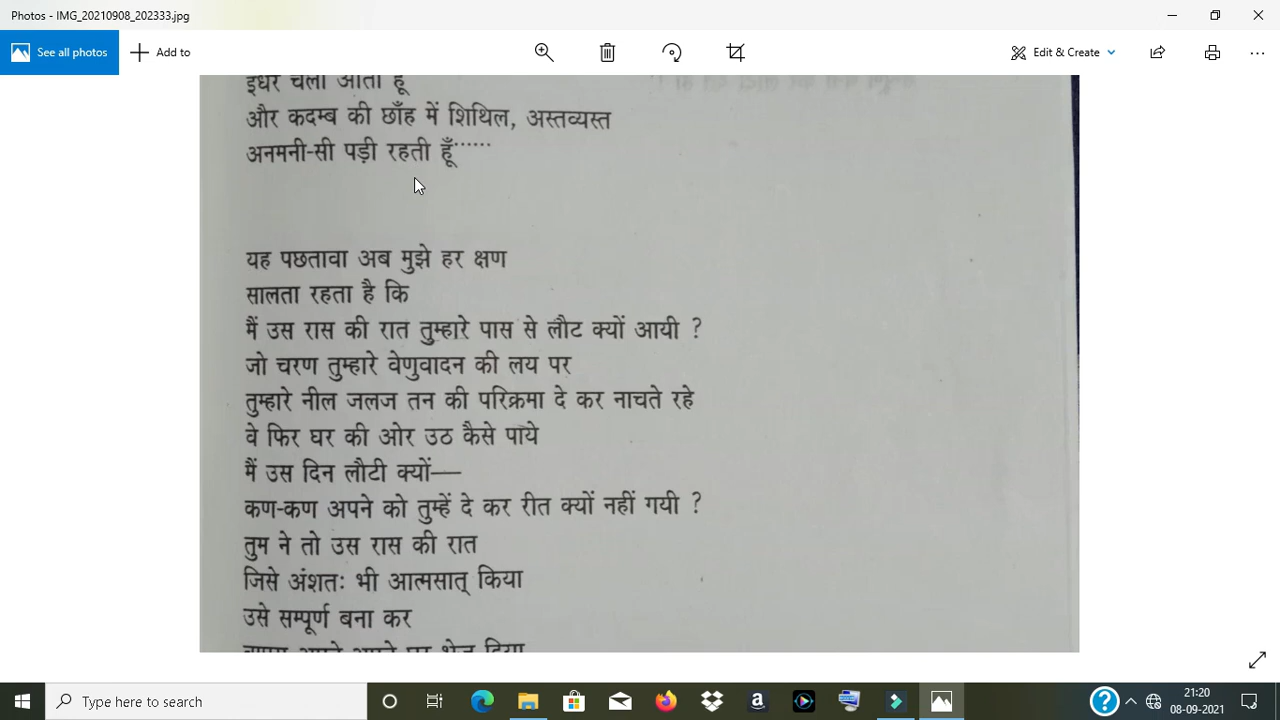 Photos - IMG_20210908_202333.jpg
See all photos
Add to
Edit & Create
इधर चली आती हूँ
और कदम्ब की छाँह में शिथिल, अस्तव्यस्त
अनमनी-सी पड़ी रहती हूँ......
यह पछतावा अब मुझे हर क्षण
सालता रहता है कि
मैं उस रास की रात तुम्हारे पास से लौट क्यों आयी ?
जो चरण तुम्हारे वेणुवादन की लय पर
तुम्हारे नील जलज तन की परिक्रमा दे कर नाचते रहे
वे फिर घर की ओर उठ कैसे पाये
मैं उस दिन लौटी क्यों—
कण-कण अपने को तुम्हें दे कर रीत क्यों नहीं गयी ?
तुम ने तो उस रास की रात
जिसे अंशतः भी आत्मसात् किया
उसे सम्पूर्ण बना कर
Type here to search
21:20
08-09-2021